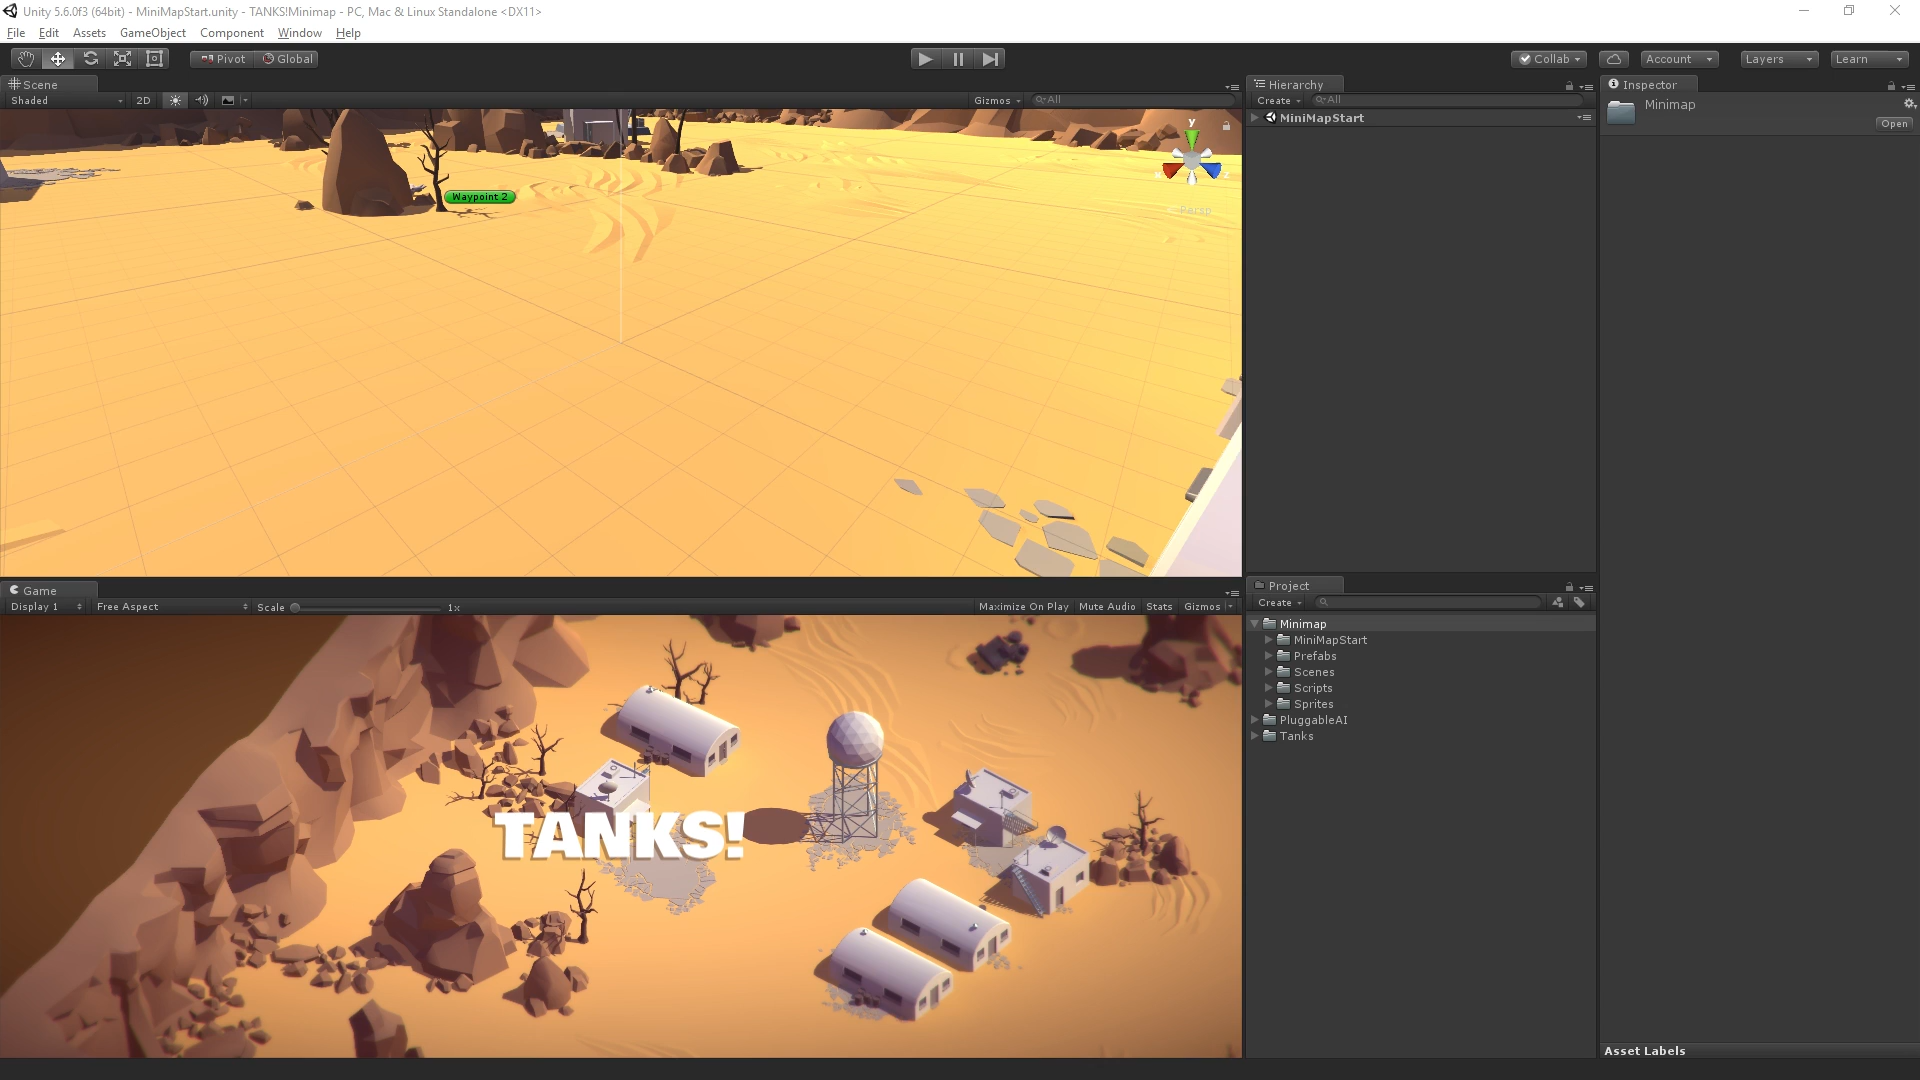 Unity 5.6.0f3 (64bit) - MiniMapStart.unity - TANKS!Minimap - PC, Mac & Linux Standalone <DX11>
File Edit Assets GameObject Component Window Help
Pivot Global Collab Account Layers Learn
Scene
Shaded 2D Gizmos All
Waypoint 2
y
x z
Persp
Hierarchy
Create All
MiniMapStart
Inspector
Minimap
Open
Game
Display 1 Free Aspect Scale 1x Maximize On Play Mute Audio Stats Gizmos
TANKS!
Project
Create
Minimap
MiniMapStart
Prefabs
Scenes
Scripts
Sprites
PluggableAI
Tanks
Asset Labels